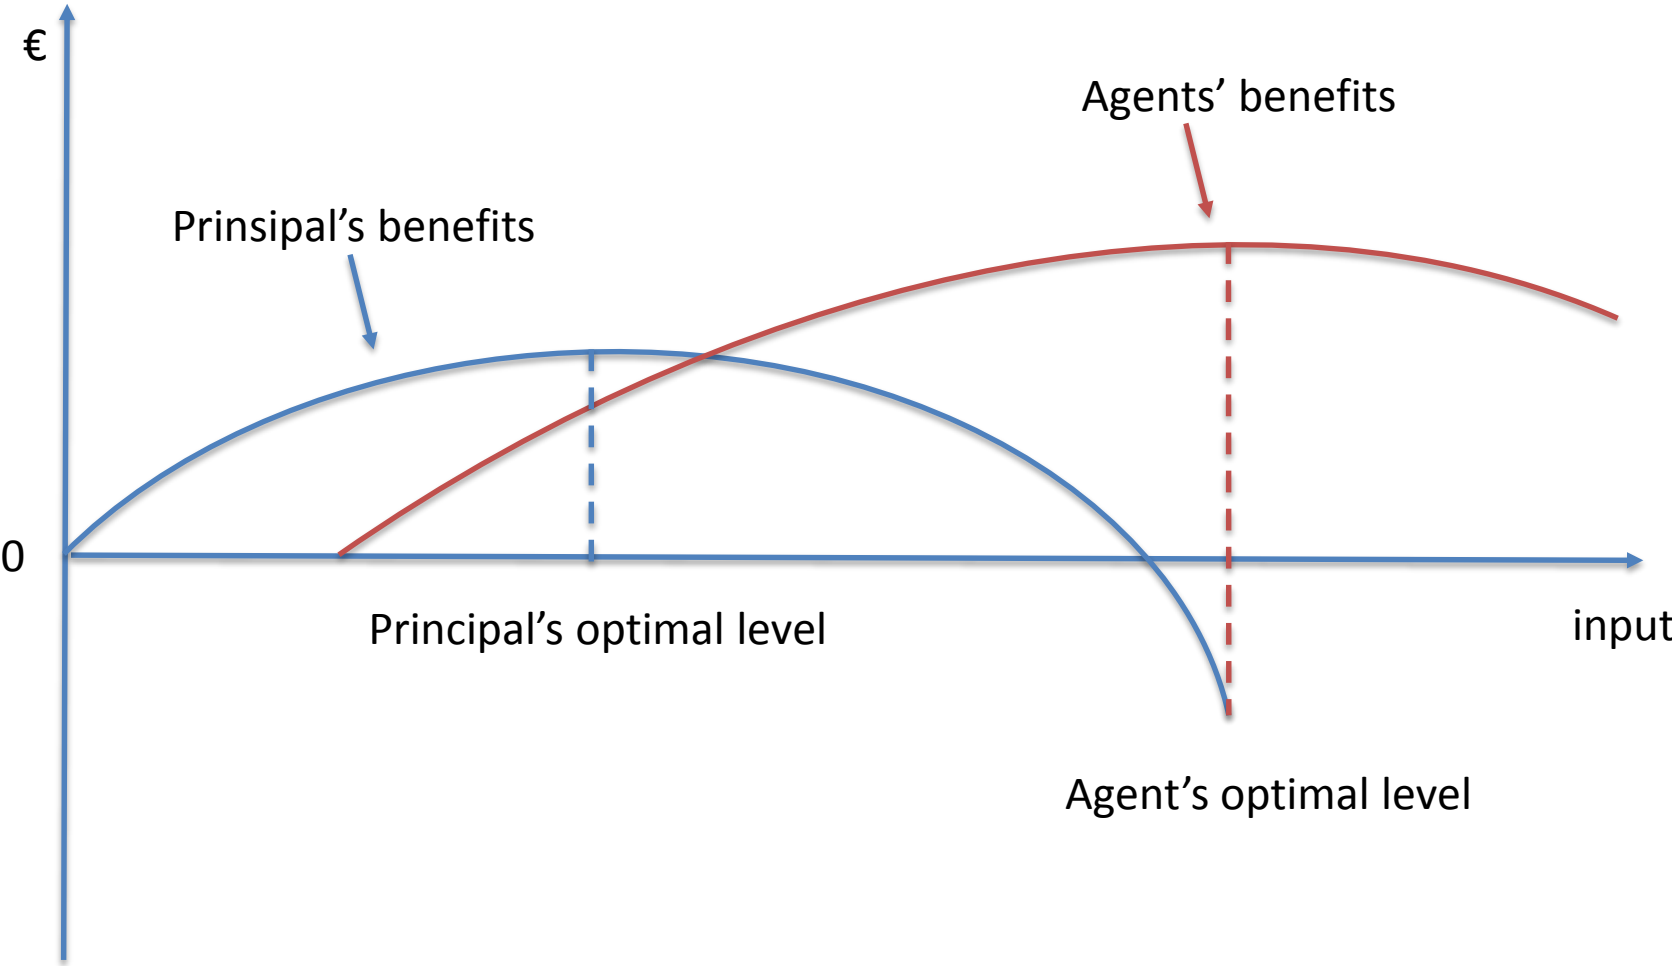 €
Agents’ benefits
Prinsipal’s benefits
0
Principal’s optimal level
input
Agent’s optimal level